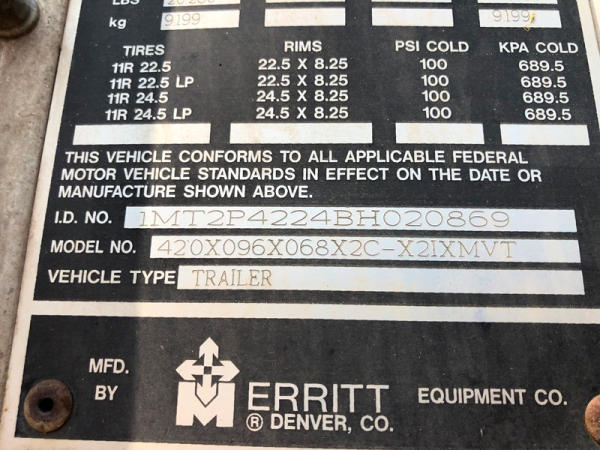 LBS 20280
kg 9199 9199
TIRES RIMS PSI COLD KPA COLD
11R 22.5 22.5 X 8.25 100 689.5
11R 22.5 LP 22.5 X 8.25 100 689.5
11R 24.5 24.5 X 8.25 100 689.5
11R 24.5 LP 24.5 X 8.25 100 689.5
THIS VEHICLE CONFORMS TO ALL APPLICABLE FEDERAL
MOTOR VEHICLE STANDARDS IN EFFECT ON THE DATE OR
MANUFACTURE SHOWN ABOVE.
I.D. NO. 1MT2P4224BH020869
MODEL NO. 420X096X068X2C-X2IXMVT
VEHICLE TYPE TRAILER
MFD. BY MERRITT EQUIPMENT CO.
® DENVER, CO.